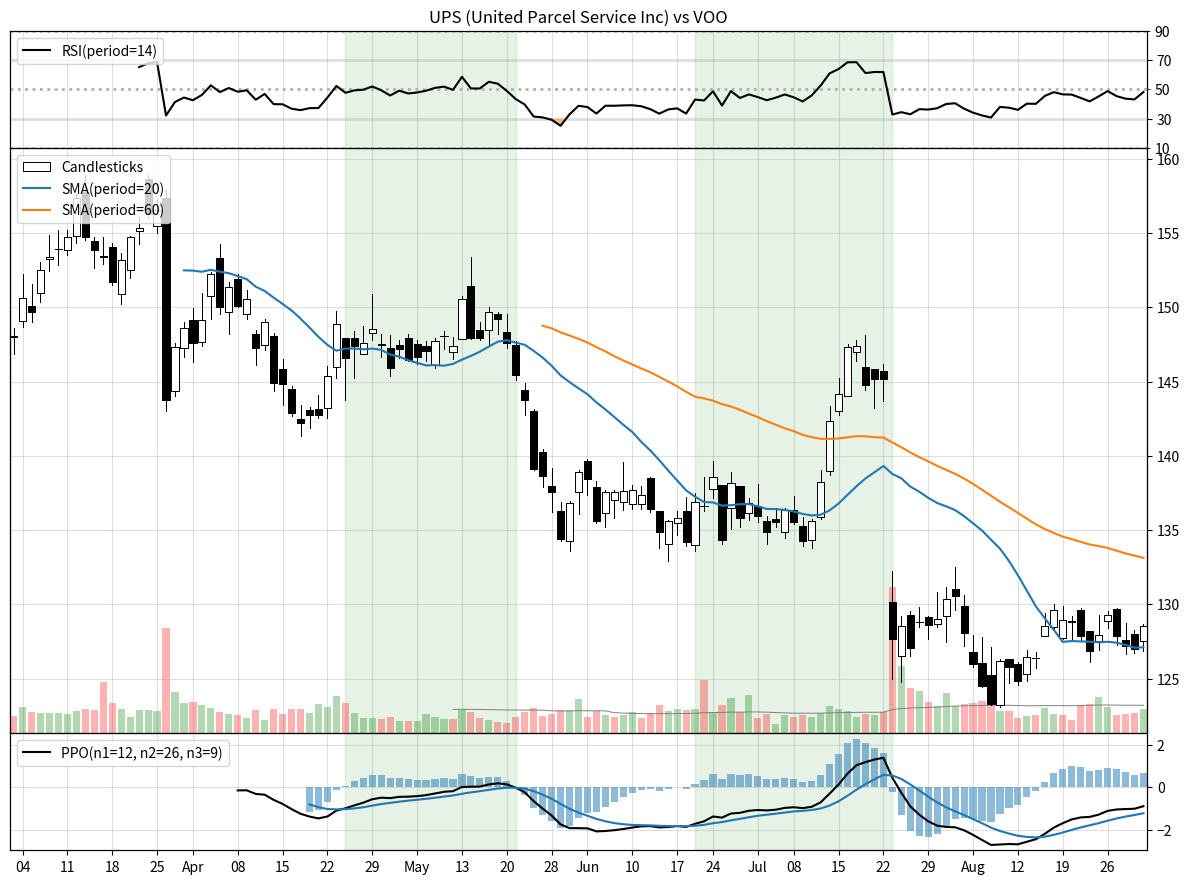 UPS (United Parcel Service Inc) vs VOO
RSI(period=14)
90
70
50
30
10
Candlesticks
SMA(period=20)
SMA(period=60)
160
155
150
145
140
135
130
125
PPO(n1=12, n2=26, n3=9)
2
0
−2
04 11 18 25 Apr 08 15 22 29 May 13 20 28 Jun 10 17 24 Jul 08 15 22 29 Aug 12 19 26